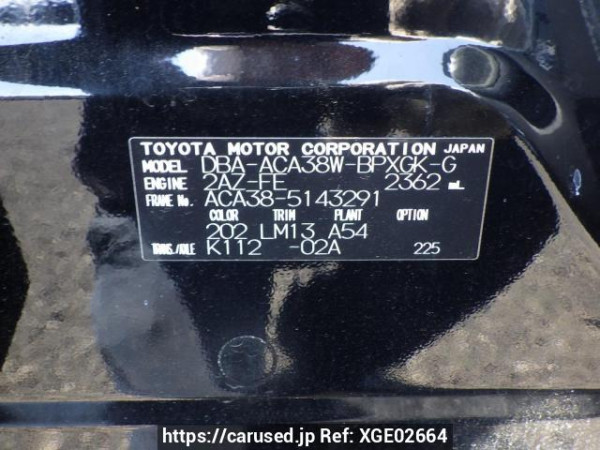 TOYOTA MOTOR CORPORATION JAPAN
MODEL DBA-ACA38W-BPXGK-G
ENGINE 2AZ-FE 2362 mL
FRAME No. ACA38-5143291
COLOR TRIM PLANT
202 LM13 A54
TRANS./AXLE K112 -02A 225
https://carused.jp Ref: XGE02664